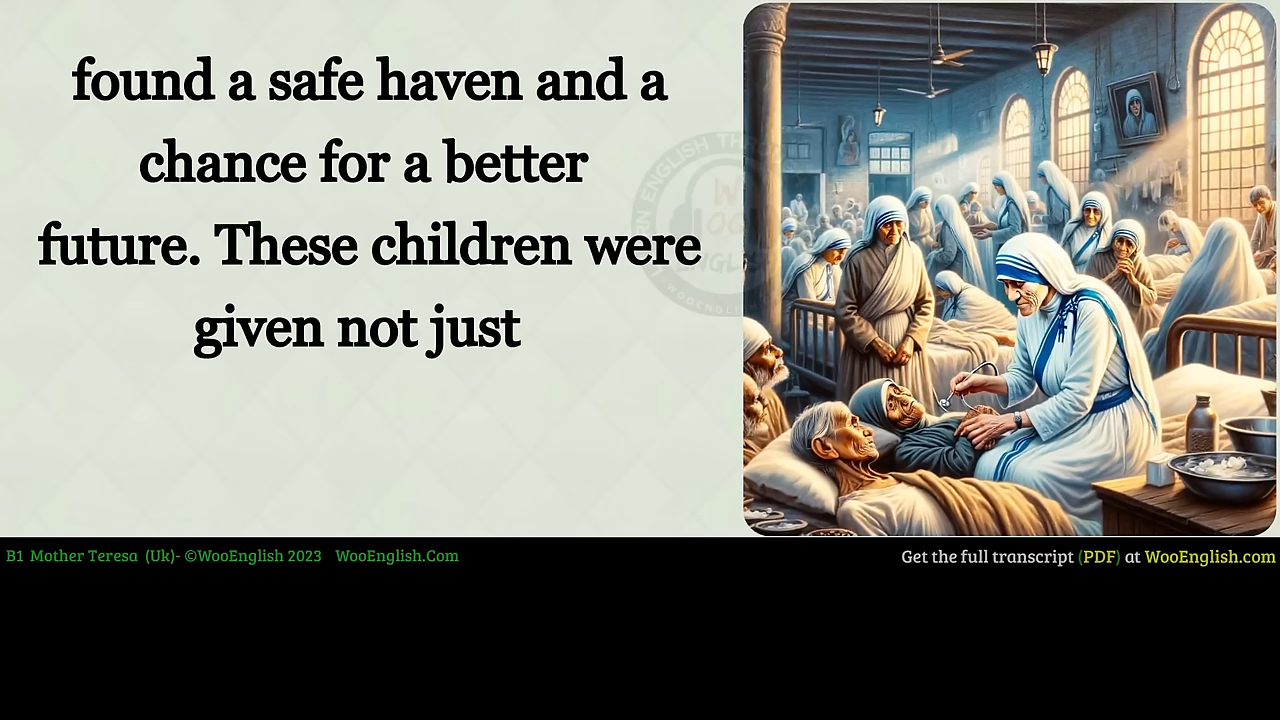 found a safe haven and a
chance for a better
future. These children were
given not just
B1 Mother Teresa (Uk)- ©WooEnglish 2023 WooEnglish.Com
Get the full transcript (PDF) at WooEnglish.com